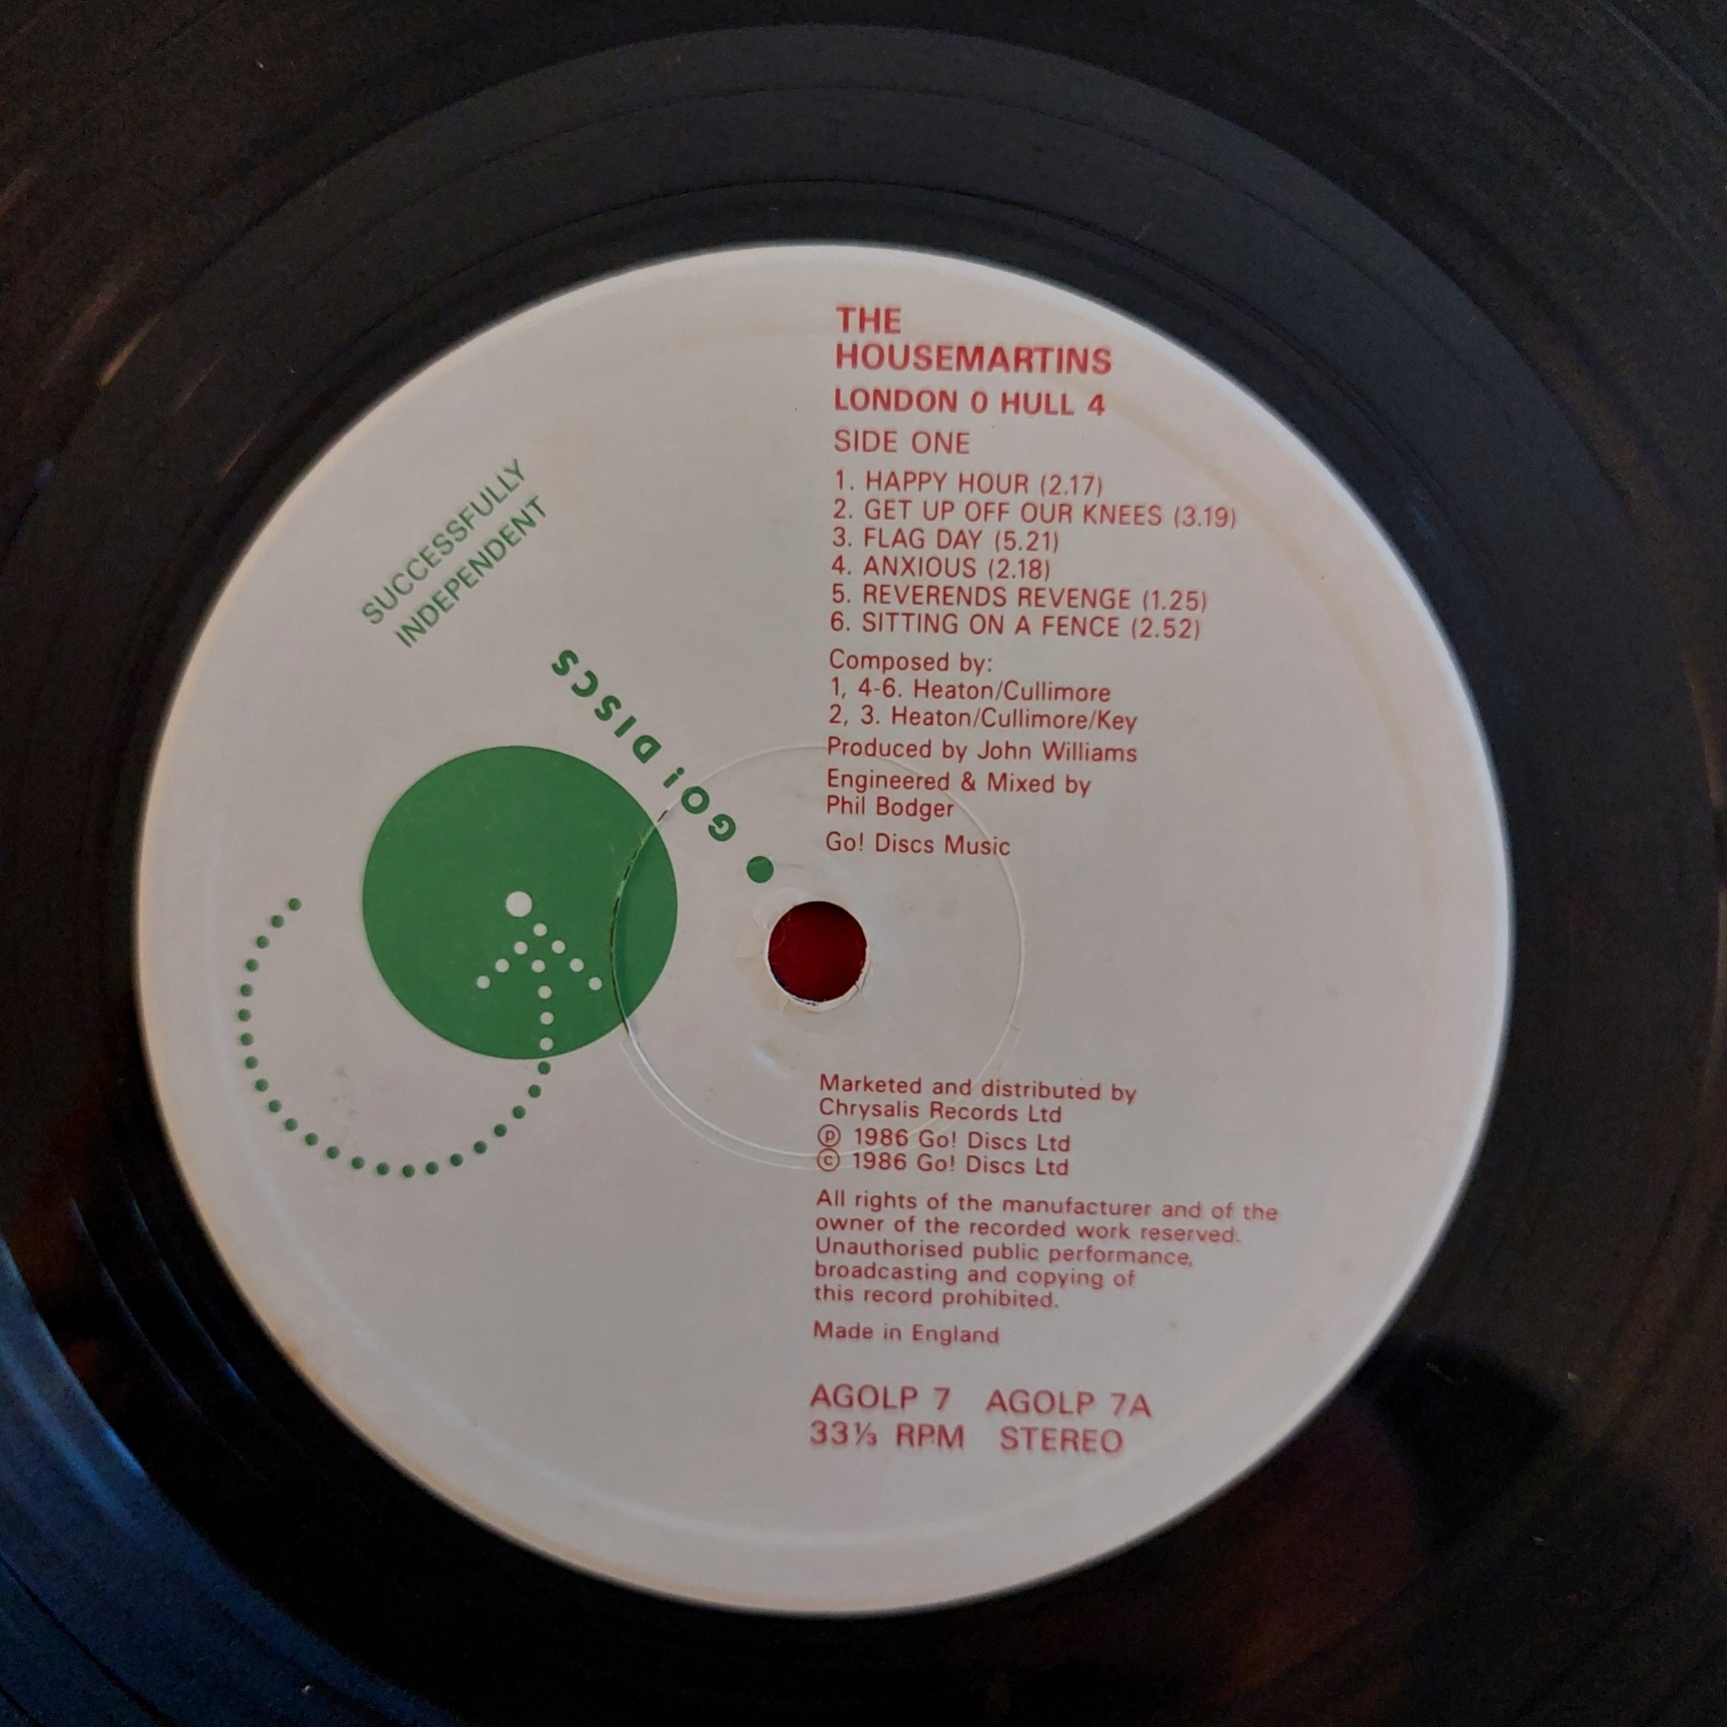 THE
HOUSEMARTINS
LONDON 0 HULL 4
SIDE ONE
1. HAPPY HOUR (2.17)
2. GET UP OFF OUR KNEES (3.19)
3. FLAG DAY (5.21)
4. ANXIOUS (2.18)
5. REVERENDS REVENGE (1.25)
6. SITTING ON A FENCE (2.52)
Composed by:
1, 4-6. Heaton/Cullimore
2, 3. Heaton/Cullimore/Key
Produced by John Williams
Engineered & Mixed by
Phil Bodger
Go! Discs Music
SUCCESSFULLY
INDEPENDENT
GO! DISCS
Marketed and distributed by
Chrysalis Records Ltd
℗ 1986 Go! Discs Ltd
© 1986 Go! Discs Ltd
All rights of the manufacturer and of the
owner of the recorded work reserved.
Unauthorised public performance,
broadcasting and copying of
this record prohibited.
Made in England
AGOLP 7 AGOLP 7A
33⅓ RPM STEREO